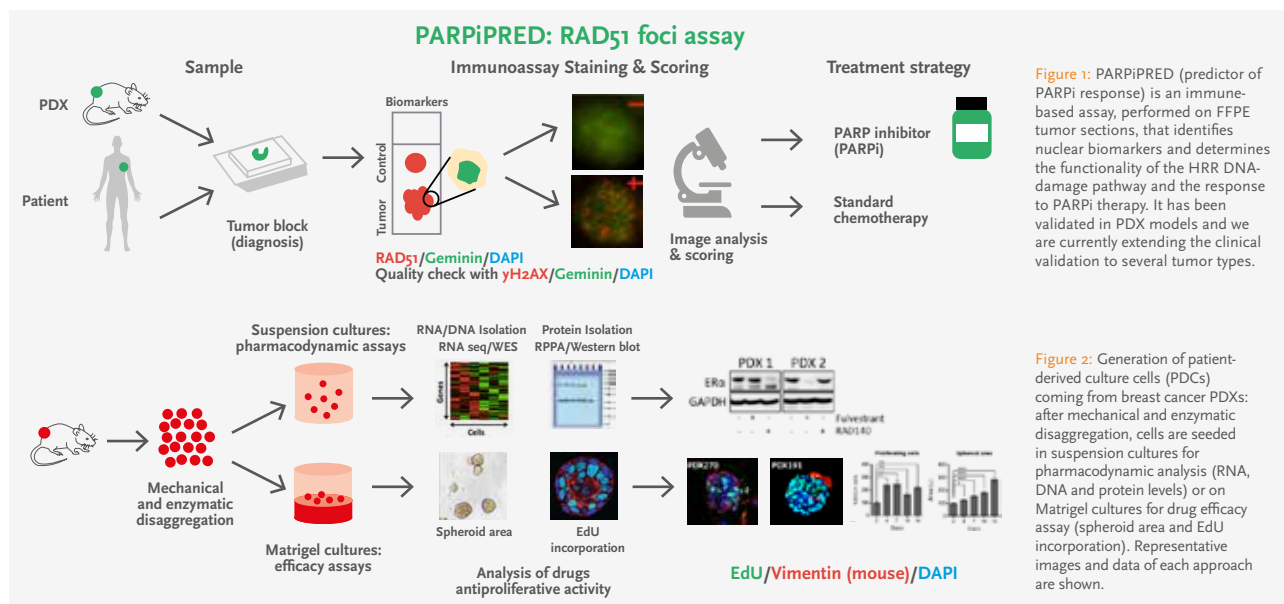 PARPiPRED: RAD51 foci assay
Sample
Immunoassay Staining & Scoring
Treatment strategy
PDX
Patient
Tumor block
(diagnosis)
Biomarkers
Control
Tumor
RAD51/Geminin/DAPI
Quality check with yH2AX/Geminin/DAPI
Image analysis
& scoring
PARP inhibitor
(PARPi)
Standard
chemotherapy
Figure 1: PARPiPRED (predictor of
PARPi response) is an immune-
based assay, performed on FFPE
tumor sections, that identifies
nuclear biomarkers and determines
the functionality of the HRR DNA-
damage pathway and the response
to PARPi therapy. It has been
validated in PDX models and we
are currently extending the clinical
validation to several tumor types.
Mechanical
and enzymatic
disaggregation
Suspension cultures:
pharmacodynamic assays
Matrigel cultures:
efficacy assays
RNA/DNA Isolation
RNA seq/WES
Genes
Cells
Protein Isolation
RPPA/Western blot
Spheroid area
EdU
incorporation
Analysis of drugs
antiproliferative activity
PDX 1 PDX 2
ERα
GAPDH
Fulvestrant
RAD140
PDX270
PDX191
Proliferating cells
Spheroid area
EdU/Vimentin (mouse)/DAPI
Figure 2: Generation of patient-
derived culture cells (PDCs)
coming from breast cancer PDXs:
after mechanical and enzymatic
disaggregation, cells are seeded
in suspension cultures for
pharmacodynamic analysis (RNA,
DNA and protein levels) or on
Matrigel cultures for drug efficacy
assay (spheroid area and EdU
incorporation). Representative
images and data of each approach
are shown.